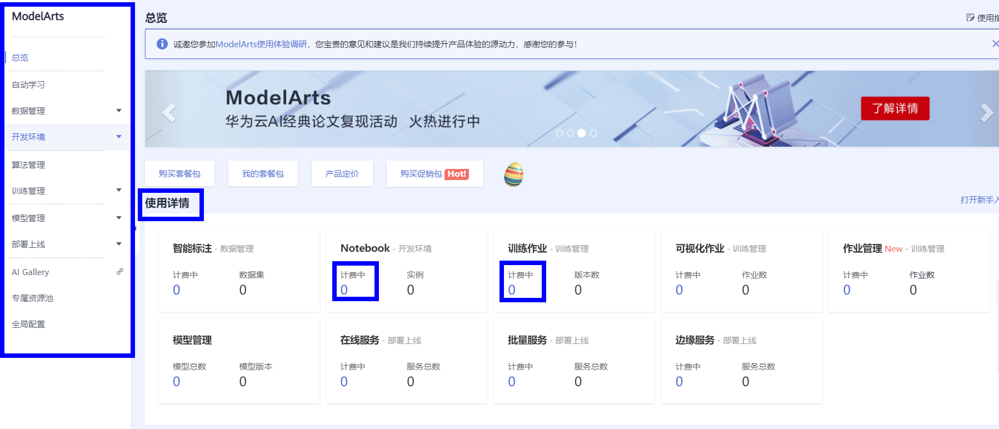 ModelArts
总览
自动学习
数据管理
开发环境
算法管理
训练管理
模型管理
部署上线
AI Gallery
专属资源池
全局配置
总览
使用指
诚邀您参加ModelArts使用体验调研，您宝贵的意见和建议是我们持续提升产品体验的源动力，感谢您的参与！
ModelArts
华为云AI经典论文复现活动 火热进行中
了解详情
购买套餐包 我的套餐包 产品定价 购买促销包 Hot!
使用详情
打开新手入
智能标注 - 数据管理
计费中 数据集
0 0
Notebook - 开发环境
计费中 实例
0 0
训练作业 - 训练管理
计费中 版本数
0 0
可视化作业 - 训练管理
计费中 作业数
0 0
作业管理 New - 训练管理
计费中 作业数
0 0
模型管理
模型总数 模型版本
0 0
在线服务 - 部署上线
计费中 服务总数
0 0
批量服务 - 部署上线
计费中 服务总数
0 0
边缘服务 - 部署上线
计费中 服务总数
0 0